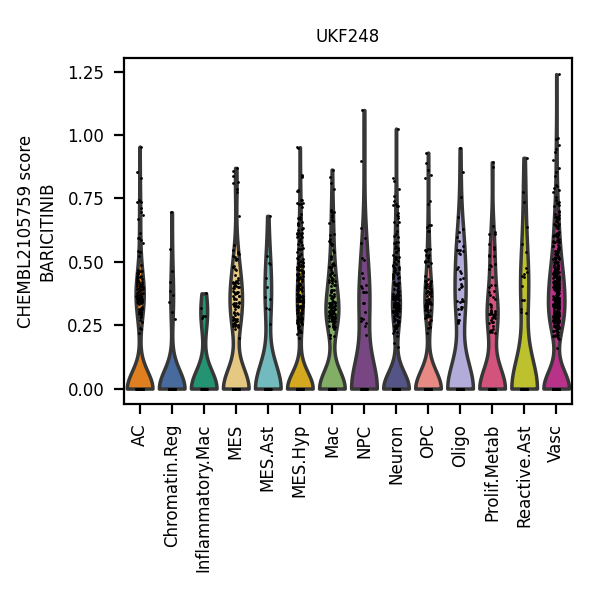 UKF248
CHEMBL2105759 score
BARICITINIB
1.25
1.00
0.75
0.50
0.25
0.00
AC
Chromatin.Reg
Inflammatory.Mac
MES
MES.Ast
MES.Hyp
Mac
NPC
Neuron
OPC
Oligo
Prolif.Metab
Reactive.Ast
Vasc